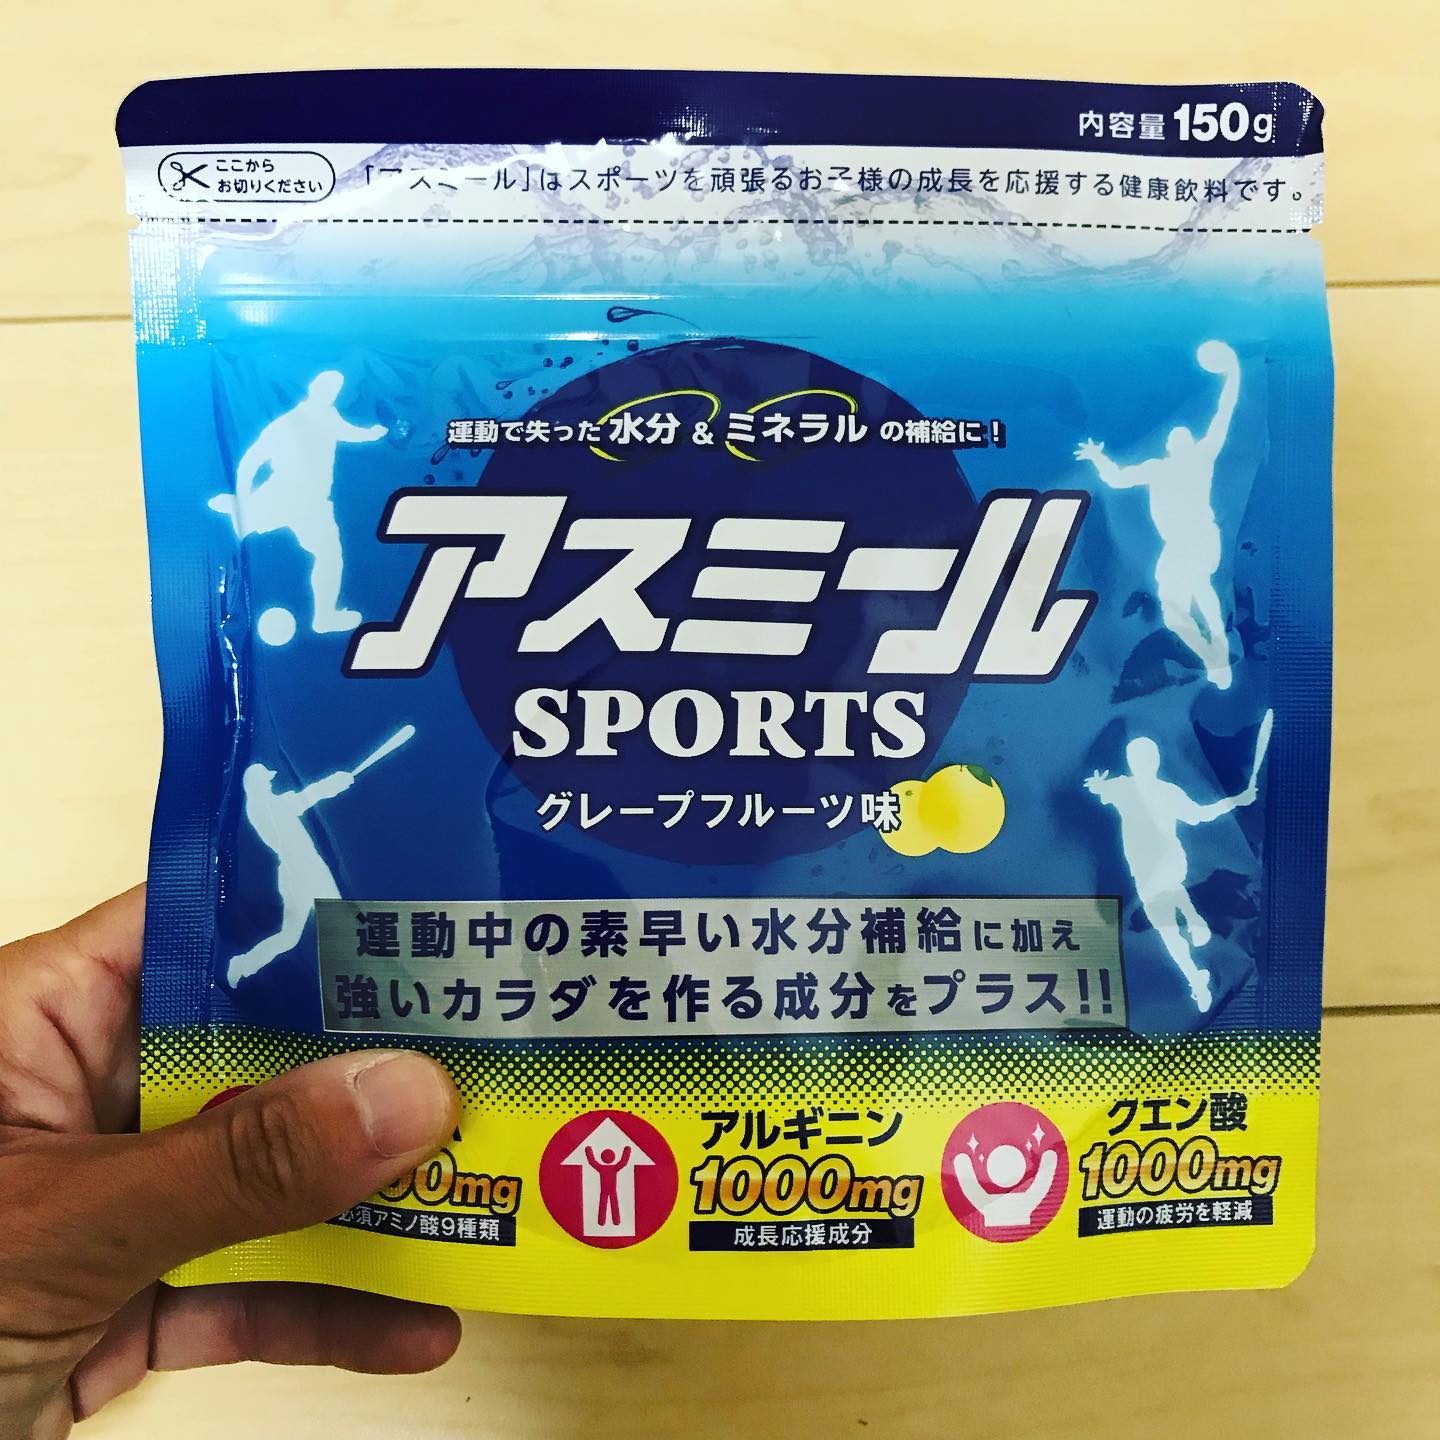 内容量150g
ここから
お切りください
「アスミール」はスポーツを頑張るお子様の成長を応援する健康飲料です。
運動で失った水分&ミネラルの補給に!
アスミール
SPORTS
グレープフルーツ味
運動中の素早い水分補給に加え
強いカラダを作る成分をプラス!!
mg
必須アミノ酸9種類
アルギニン
1000mg
成長応援成分
クエン酸
1000mg
運動の疲労を軽減